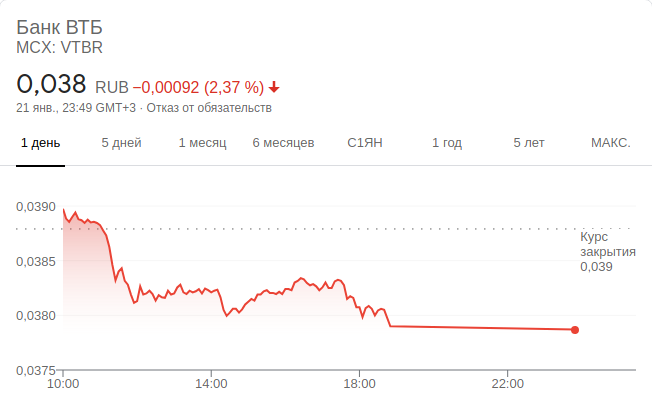 Банк ВТБ
MCX: VTBR
0,038 RUB −0,00092 (2,37 %)
21 янв., 23:49 GMT+3 · Отказ от обязательств
1 день 5 дней 1 месяц 6 месяцев С1ЯН 1 год 5 лет МАКС.
0,0390
Курс
закрытия
0,039
0,0385
0,0380
0,0375
10:00 14:00 18:00 22:00